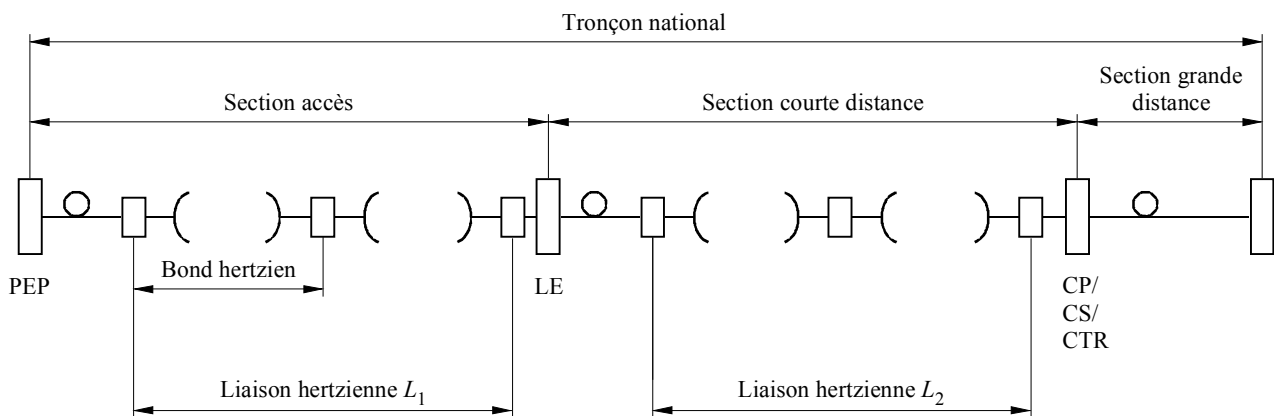 Tronçon national
Section accès
Section courte distance
Section grande
distance
Bond hertzien
PEP
LE
CP/
CS/
CTR
Liaison hertzienne L1
Liaison hertzienne L2